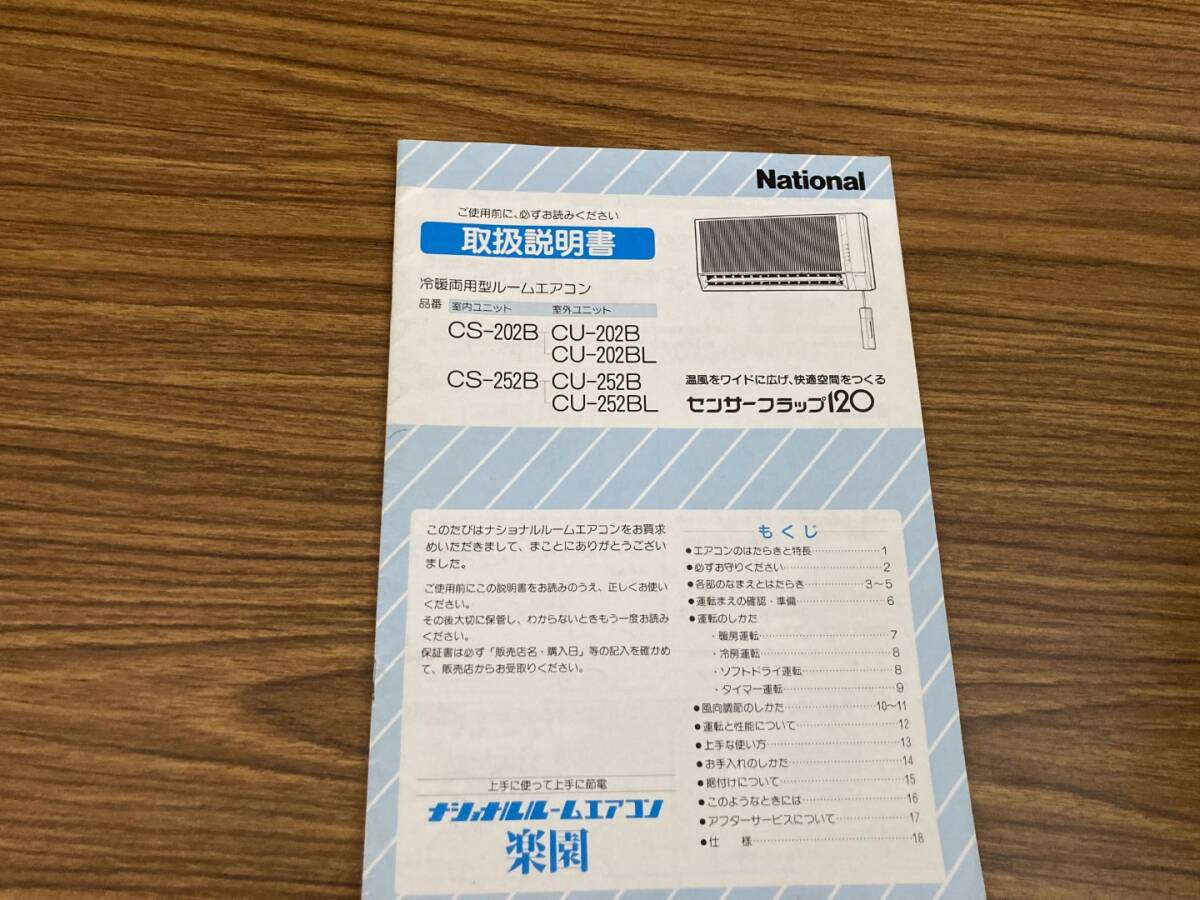 National
ご使用前に、必ずお読みください
取扱説明書
冷暖両用型ルームエアコン
品番 室内ユニット 室外ユニット
CS-202B CU-202B
CU-202BL
CS-252B CU-252B
CU-252BL
温風をワイドに広げ、快適空間をつくる
センサーフラップ120
このたびはナショナルルームエアコンをお買求
めいただきまして、まことにありがとうござい
ました。
ご使用前にこの説明書をお読みのうえ、正しくお使い
ください。
その後大切に保管し、わからないときもう一度お読み
ください。
保証書は必ず「販売店名・購入日」等の記入を確かめ
て、販売店からお受取りください。
上手に使って上手に節電
ナショナルルームエアコン
楽園
もくじ
●エアコンのはたらきと特長 1
●必ずお守りください 2
●各部のなまえとはたらき 3〜5
●運転まえの確認・準備 6
●運転のしかた
・暖房運転 7
・冷房運転 8
・ソフトドライ運転 8
・タイマー運転 9
●風向調節のしかた 10〜11
●運転と性能について 12
●上手な使い方 13
●お手入れのしかた 14
●据付けについて 15
●このようなときには 16
●アフターサービスについて 17
●仕 様 18